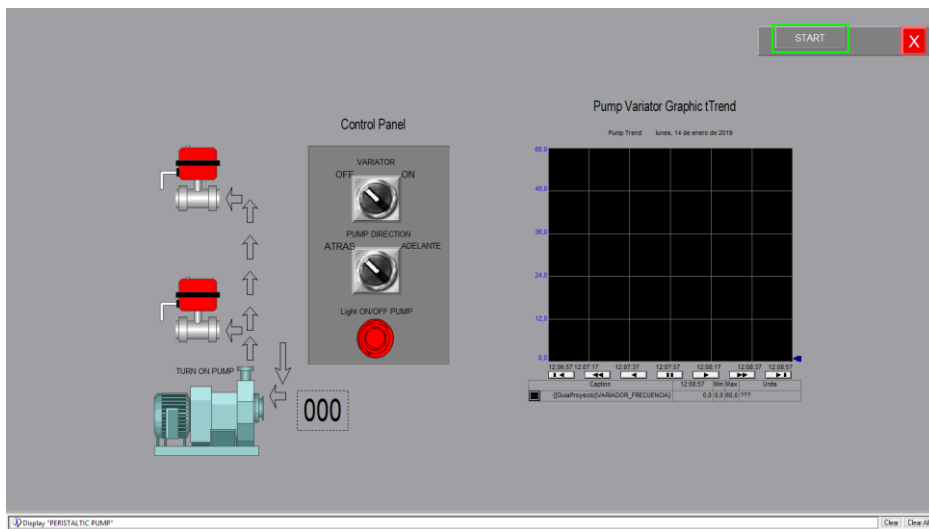 START
X
Pump Variator Graphic tTrend
Control Panel
Pump Trend lunes, 14 de enero de 2019
VARIATOR
OFF ON
PUMP DIRECTION
ATRAS ADELANTE
Light ON/OFF PUMP
TURN ON PUMP
000
60,0
48,0
36,0
24,0
12,0
0,0
12:06:57 12:07:17 12:07:37 12:07:57 12:08:17 12:08:37 12:08:57
Caption 12:08:57 Min Max Units
{[GuiaProyecto]VARIADOR_FRECUENCIA} 0,0 0,0 60,0 ???
Display "PERISTALTIC PUMP"
Clear Clear All